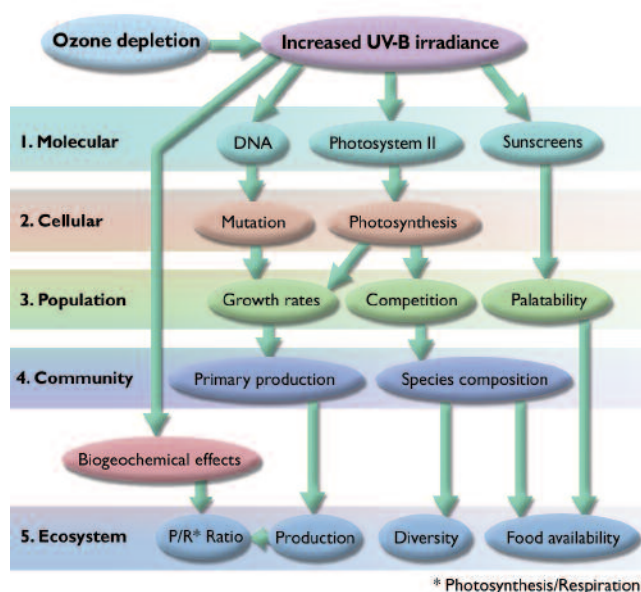 Ozone depletion
Increased UV-B irradiance
1. Molecular
DNA
Photosystem II
Sunscreens
2. Cellular
Mutation
Photosynthesis
3. Population
Growth rates
Competition
Palatability
4. Community
Primary production
Species composition
Biogeochemical effects
5. Ecosystem
P/R* Ratio
Production
Diversity
Food availability
* Photosynthesis/Respiration